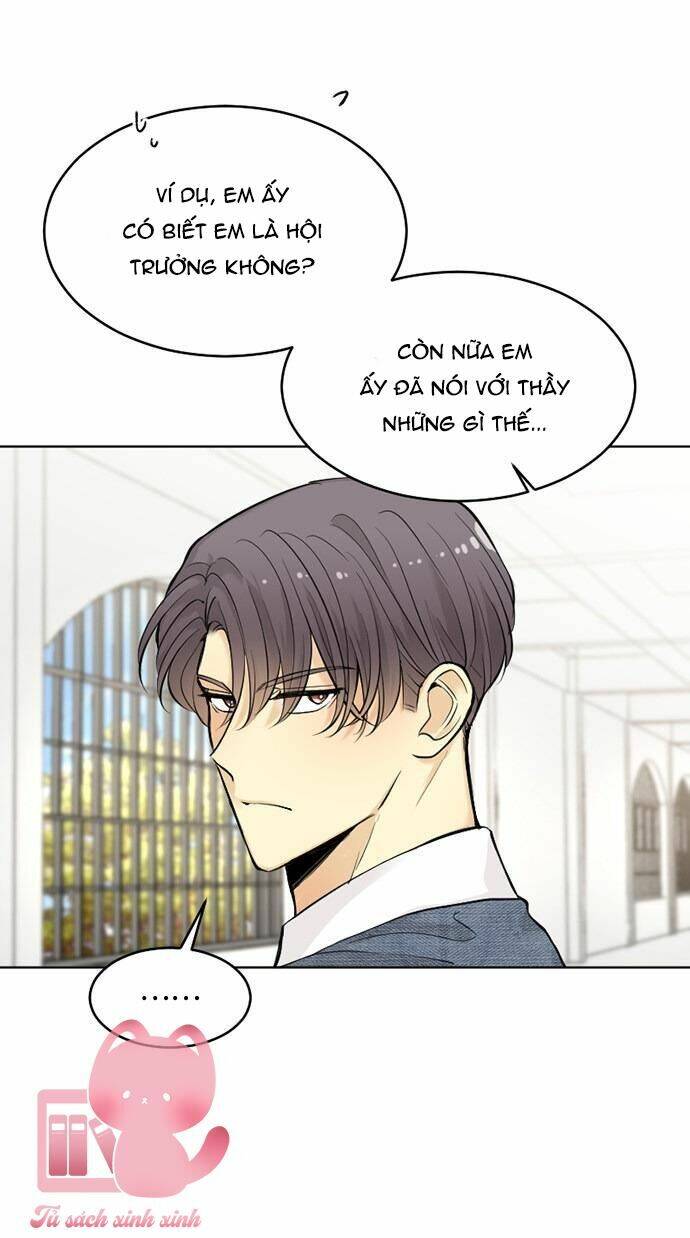 VÍ DỤ, EM ẤY
CÓ BIẾT EM LÀ HỘI
TRƯỞNG KHÔNG?
CÒN NỮA EM
ẤY ĐÃ NÓI VỚI THẦY
NHỮNG GÌ THẾ...
......
Tủ sách xinh xinh